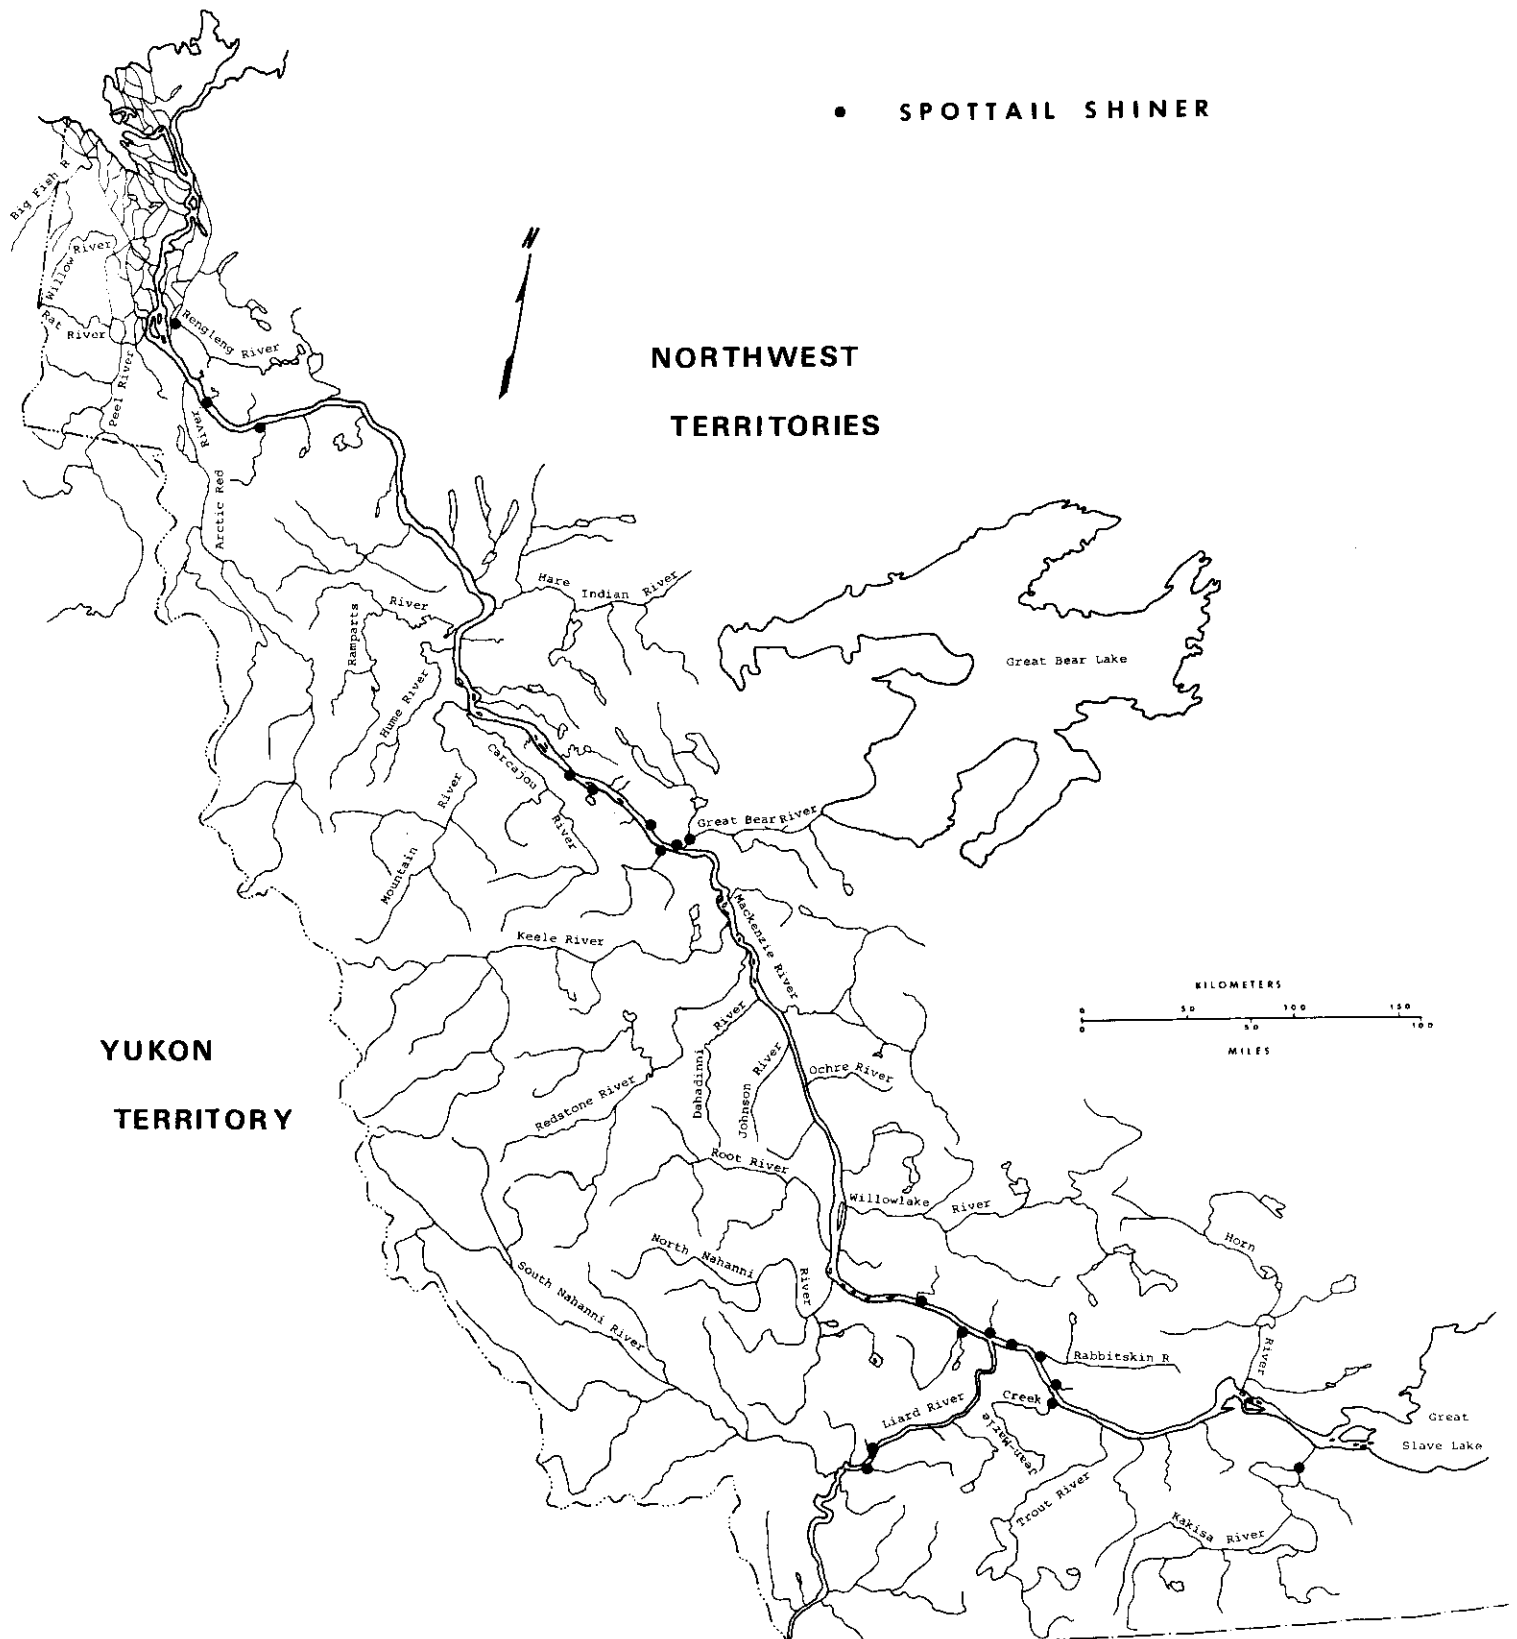 ● SPOTTAIL SHINER
Big Fish R
N
Willow River
Rat River
Rengleng River
NORTHWEST
TERRITORIES
Peel River
Arctic Red River
Hare Indian River
Ramparts River
Great Bear Lake
Hume River
Carcajou River
Mountain River
Great Bear River
Mackenzie River
Keele River
KILOMETERS
0 50 100 150
0 50 100
MILES
YUKON
TERRITORY
Dahadinni River
Johnson River
Ochre River
Redstone River
Root River
Willowlake River
Horn River
North Nahanni River
South Nahanni River
Rabbitskin R
Liard River
Jean-Marie Creek
Great
Slave Lake
Trout River
Kakisa River